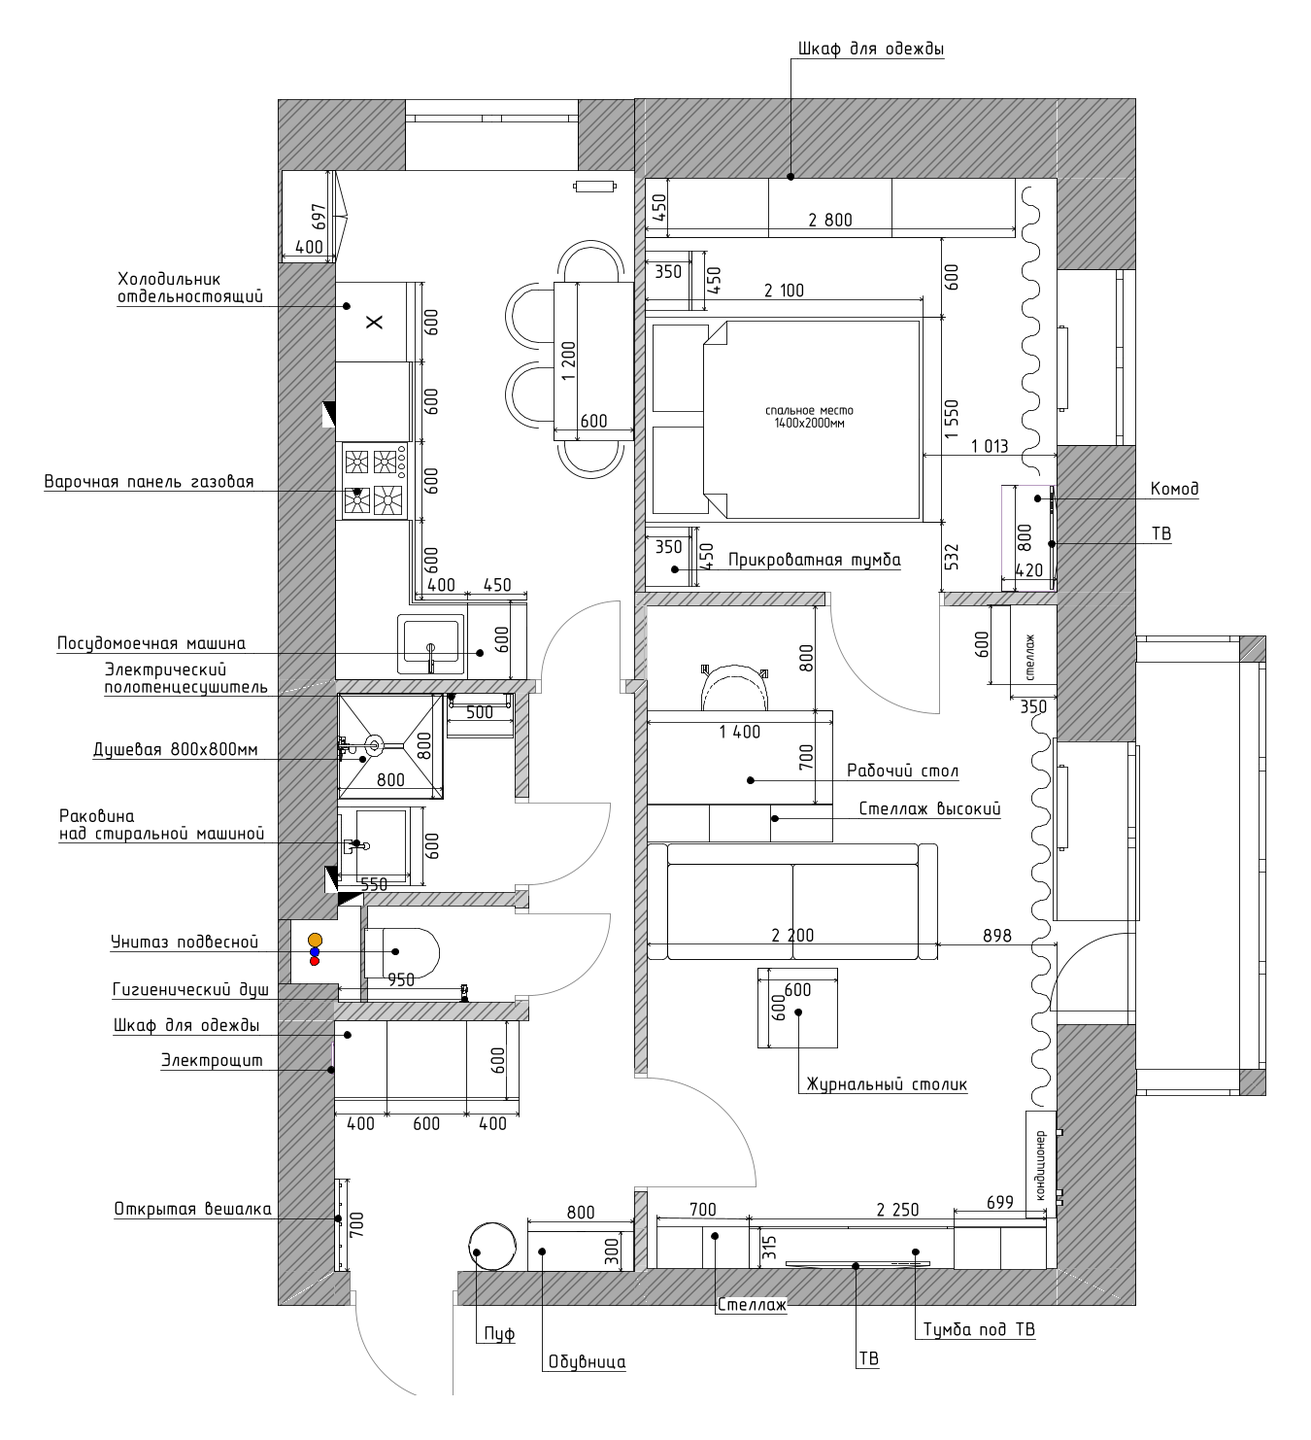 Шкаф для одежды
450
2 800
697
400
350
450
600
2 100
Холодильник
отдельностоящий
X
600
1 200
600
600
600
600
спальное место
1400х2000мм
1 550
1 013
Варочная панель газовая
Комод
ТВ
800
420
350
450
532
Прикроватная тумба
400
450
600
Посудомоечная машина
Электрический
полотенцесушитель
800
600
стеллаж
350
500
Душевая 800х800мм
800
800
1 400
700
Рабочий стол
Стеллаж высокий
Раковина
над стиральной машиной
600
550
Унитаз подвесной
950
2 200
898
Гигиенический душ
600
600
Шкаф для одежды
Электрощит
600
Журнальный столик
400
600
400
кондиционер
Открытая вешалка
700
800
300
700
2 250
699
315
Стеллаж
Пуф
Обувница
Тумба под ТВ
ТВ